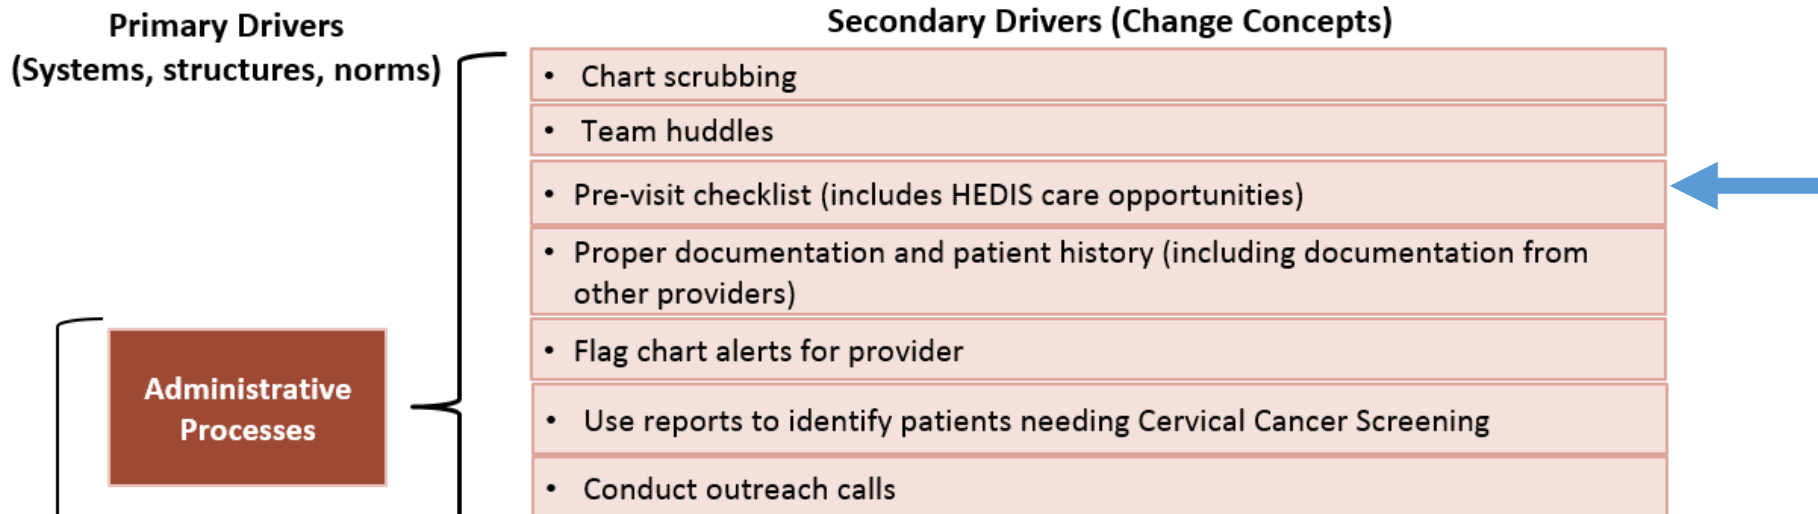 Primary Drivers
(Systems, structures, norms)
Secondary Drivers (Change Concepts)
• Chart scrubbing
• Team huddles
• Pre-visit checklist (includes HEDIS care opportunities)
• Proper documentation and patient history (including documentation from
other providers)
• Flag chart alerts for provider
• Use reports to identify patients needing Cervical Cancer Screening
• Conduct outreach calls
Administrative
Processes